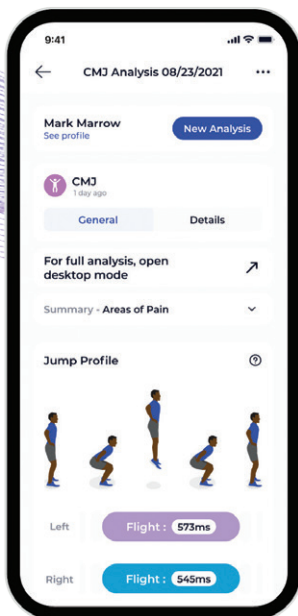 9:41
CMJ Analysis 08/23/2021
Mark Marrow
See profile
New Analysis
CMJ
1 day ago
General Details
For full analysis, open
desktop mode
Summary - Areas of Pain
Jump Profile
Left Flight : 573ms
Right Flight : 545ms